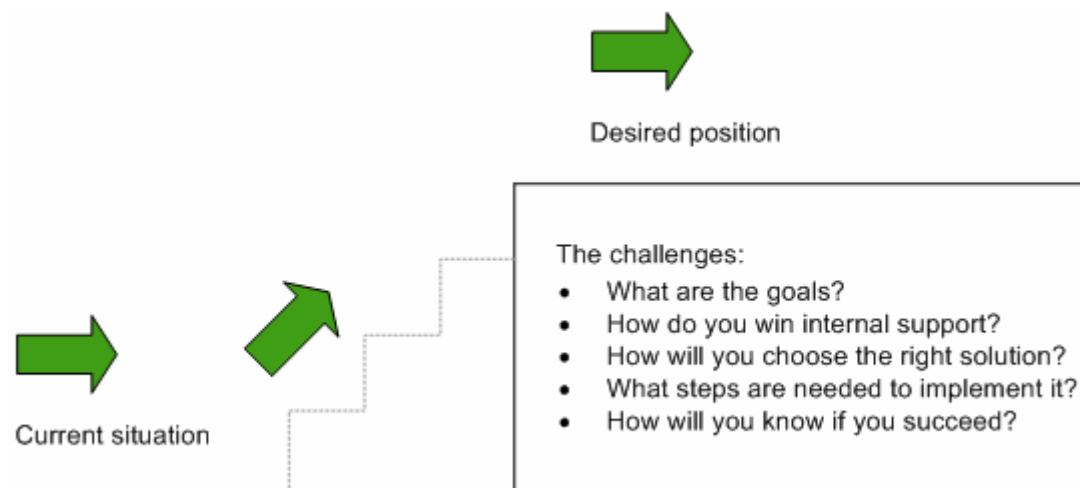 Desired position
The challenges:
• What are the goals?
• How do you win internal support?
• How will you choose the right solution?
• What steps are needed to implement it?
• How will you know if you succeed?
Current situation